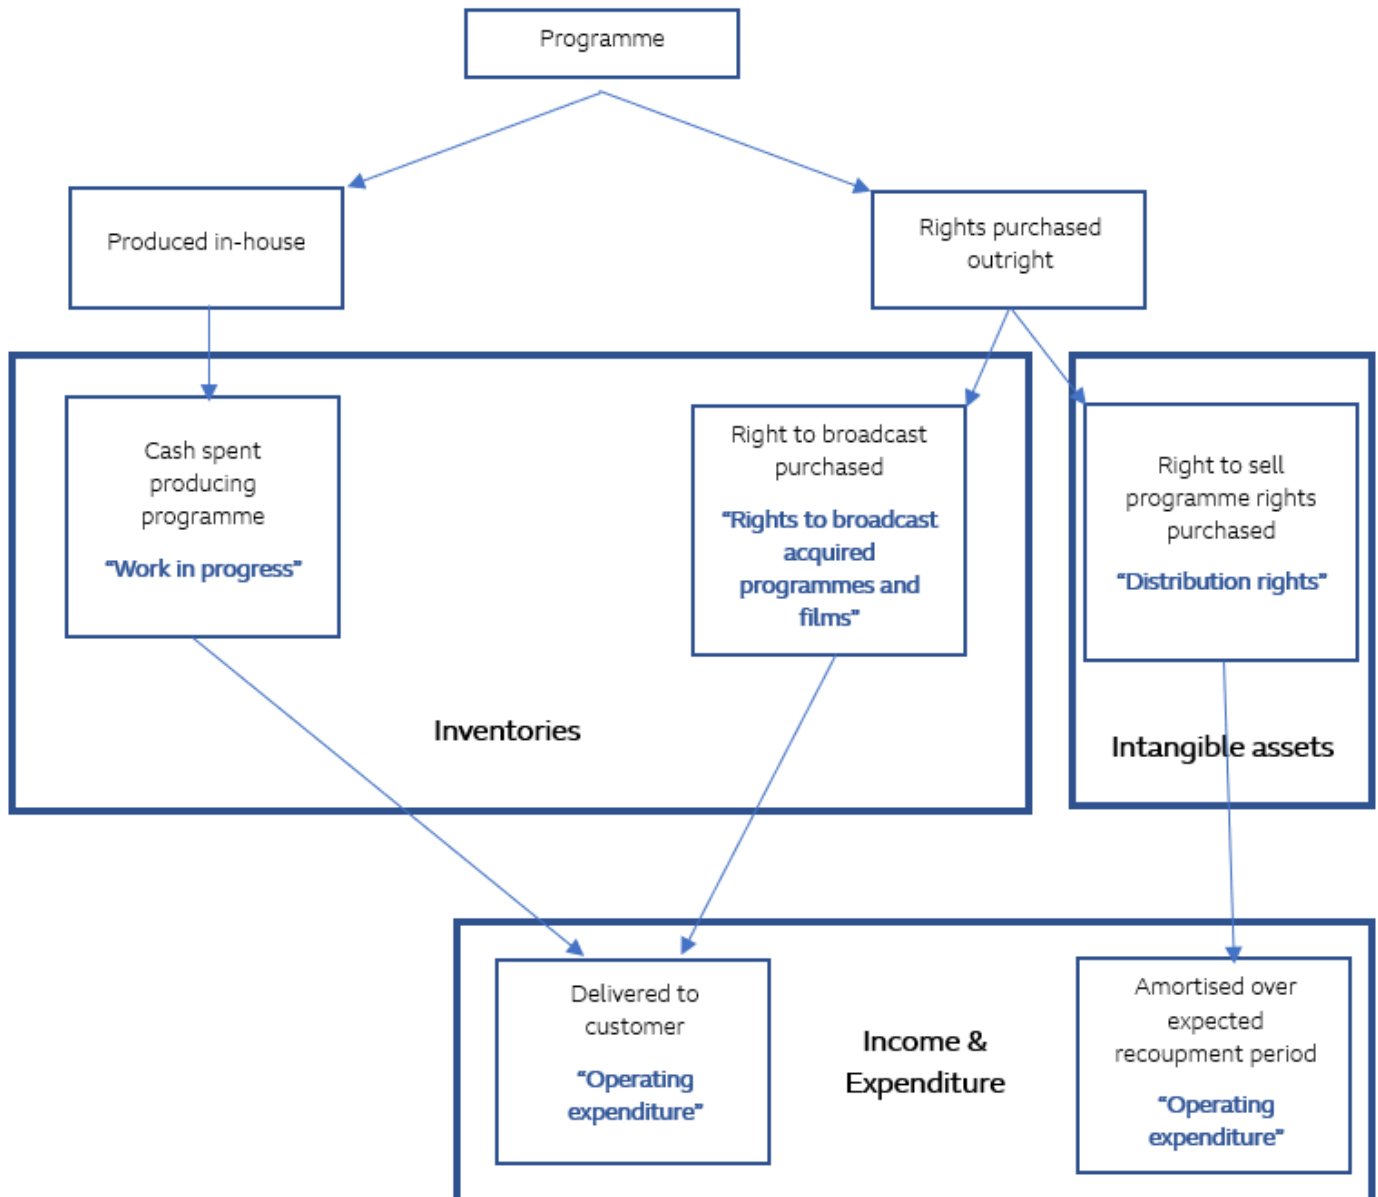 Programme
Produced in-house
Rights purchased
outright
Cash spent
producing
programme
“Work in progress”
Right to broadcast
purchased
“Rights to broadcast
acquired
programmes and
films”
Right to sell
programme rights
purchased
“Distribution rights”
Inventories
Intangible assets
Delivered to
customer
“Operating
expenditure”
Income &
Expenditure
Amortised over
expected
recoupment period
“Operating
expenditure”